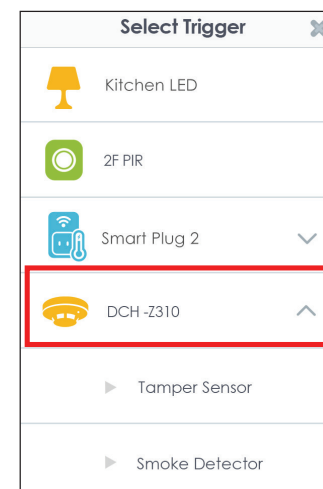 Select Trigger
Kitchen LED
2F PIR
Smart Plug 2
DCH -Z310
Tamper Sensor
Smoke Detector